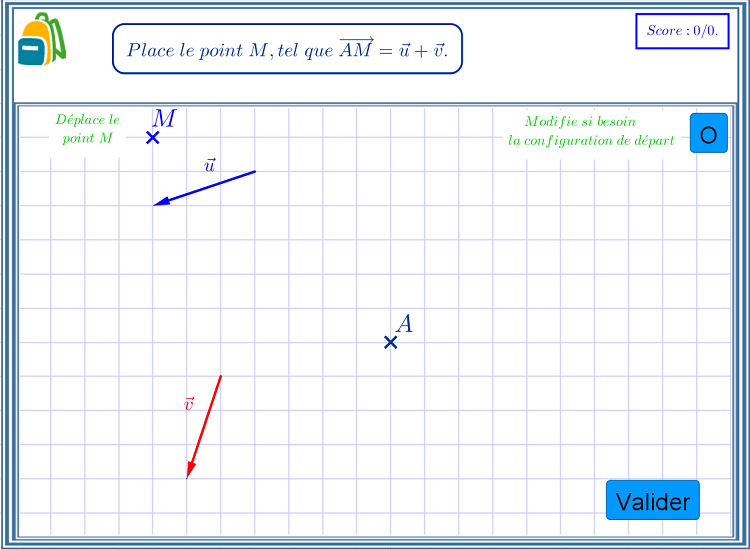 Place le point M, tel que $\overrightarrow{AM} = \vec{u} + \vec{v}$.
Score : 0/0.
Déplace le
point M
M
Modifie si besoin
la configuration de départ
O
$\vec{u}$
A
$\vec{v}$
Valider